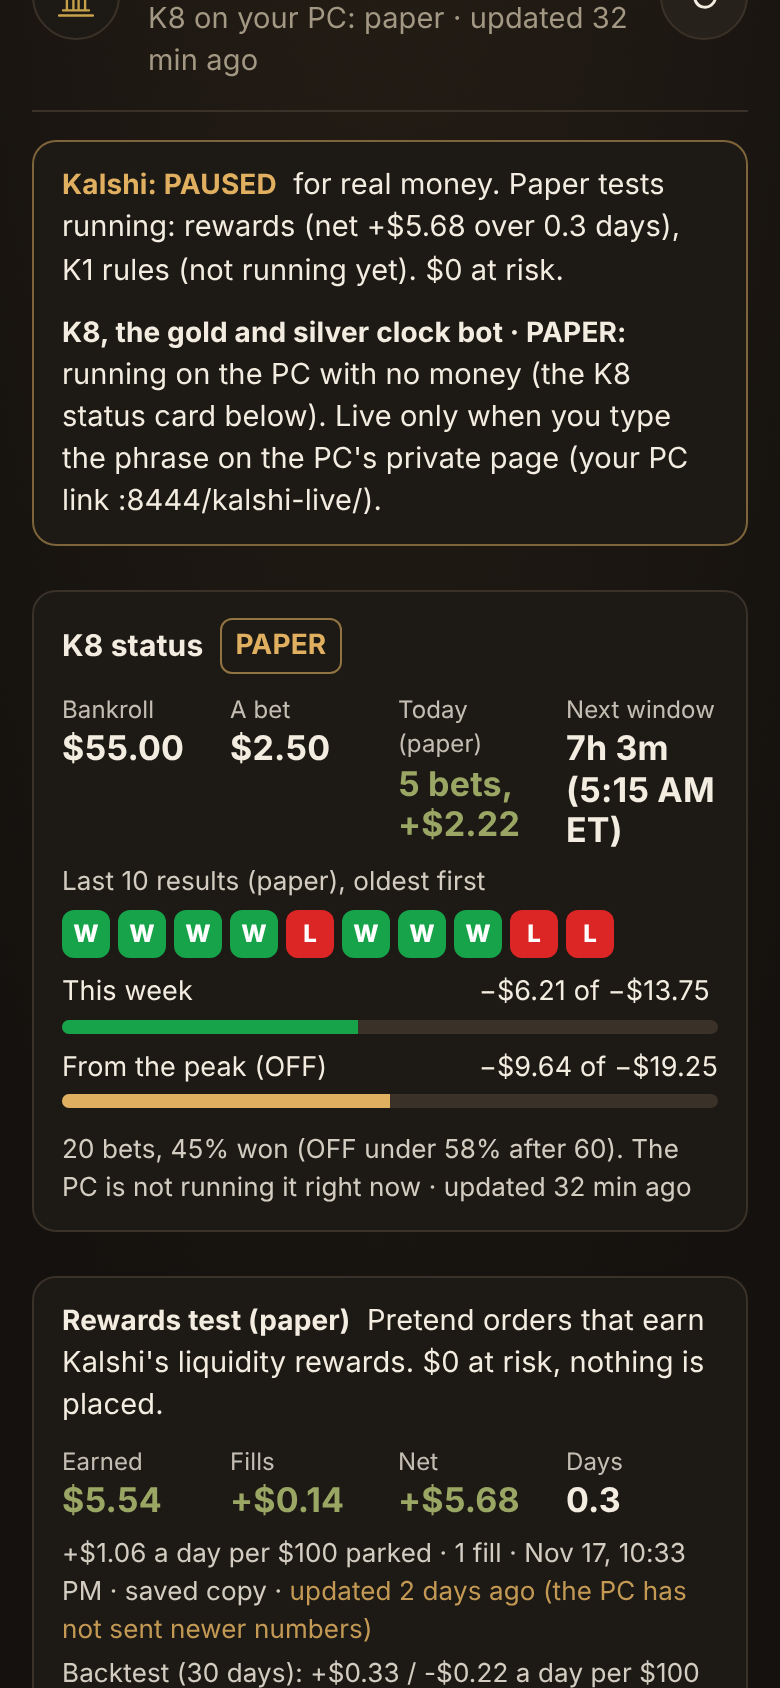 K8 on your PC: paper · updated 32
min ago
Kalshi: PAUSED for real money. Paper tests
running: rewards (net +$5.68 over 0.3 days),
K1 rules (not running yet). $0 at risk.
K8, the gold and silver clock bot · PAPER:
running on the PC with no money (the K8
status card below). Live only when you type
the phrase on the PC's private page (your PC
link :8444/kalshi-live/).
K8 status PAPER
Bankroll
$55.00
A bet
$2.50
Today
(paper)
5 bets,
+$2.22
Next window
7h 3m
(5:15 AM
ET)
Last 10 results (paper), oldest first
W W W W L W W W L L
This week −$6.21 of −$13.75
From the peak (OFF) −$9.64 of −$19.25
20 bets, 45% won (OFF under 58% after 60). The
PC is not running it right now · updated 32 min ago
Rewards test (paper) Pretend orders that earn
Kalshi's liquidity rewards. $0 at risk, nothing is
placed.
Earned
$5.54
Fills
+$0.14
Net
+$5.68
Days
0.3
+$1.06 a day per $100 parked · 1 fill · Nov 17, 10:33
PM · saved copy · updated 2 days ago (the PC has
not sent newer numbers)
Backtest (30 days): +$0.33 / -$0.22 a day per $100